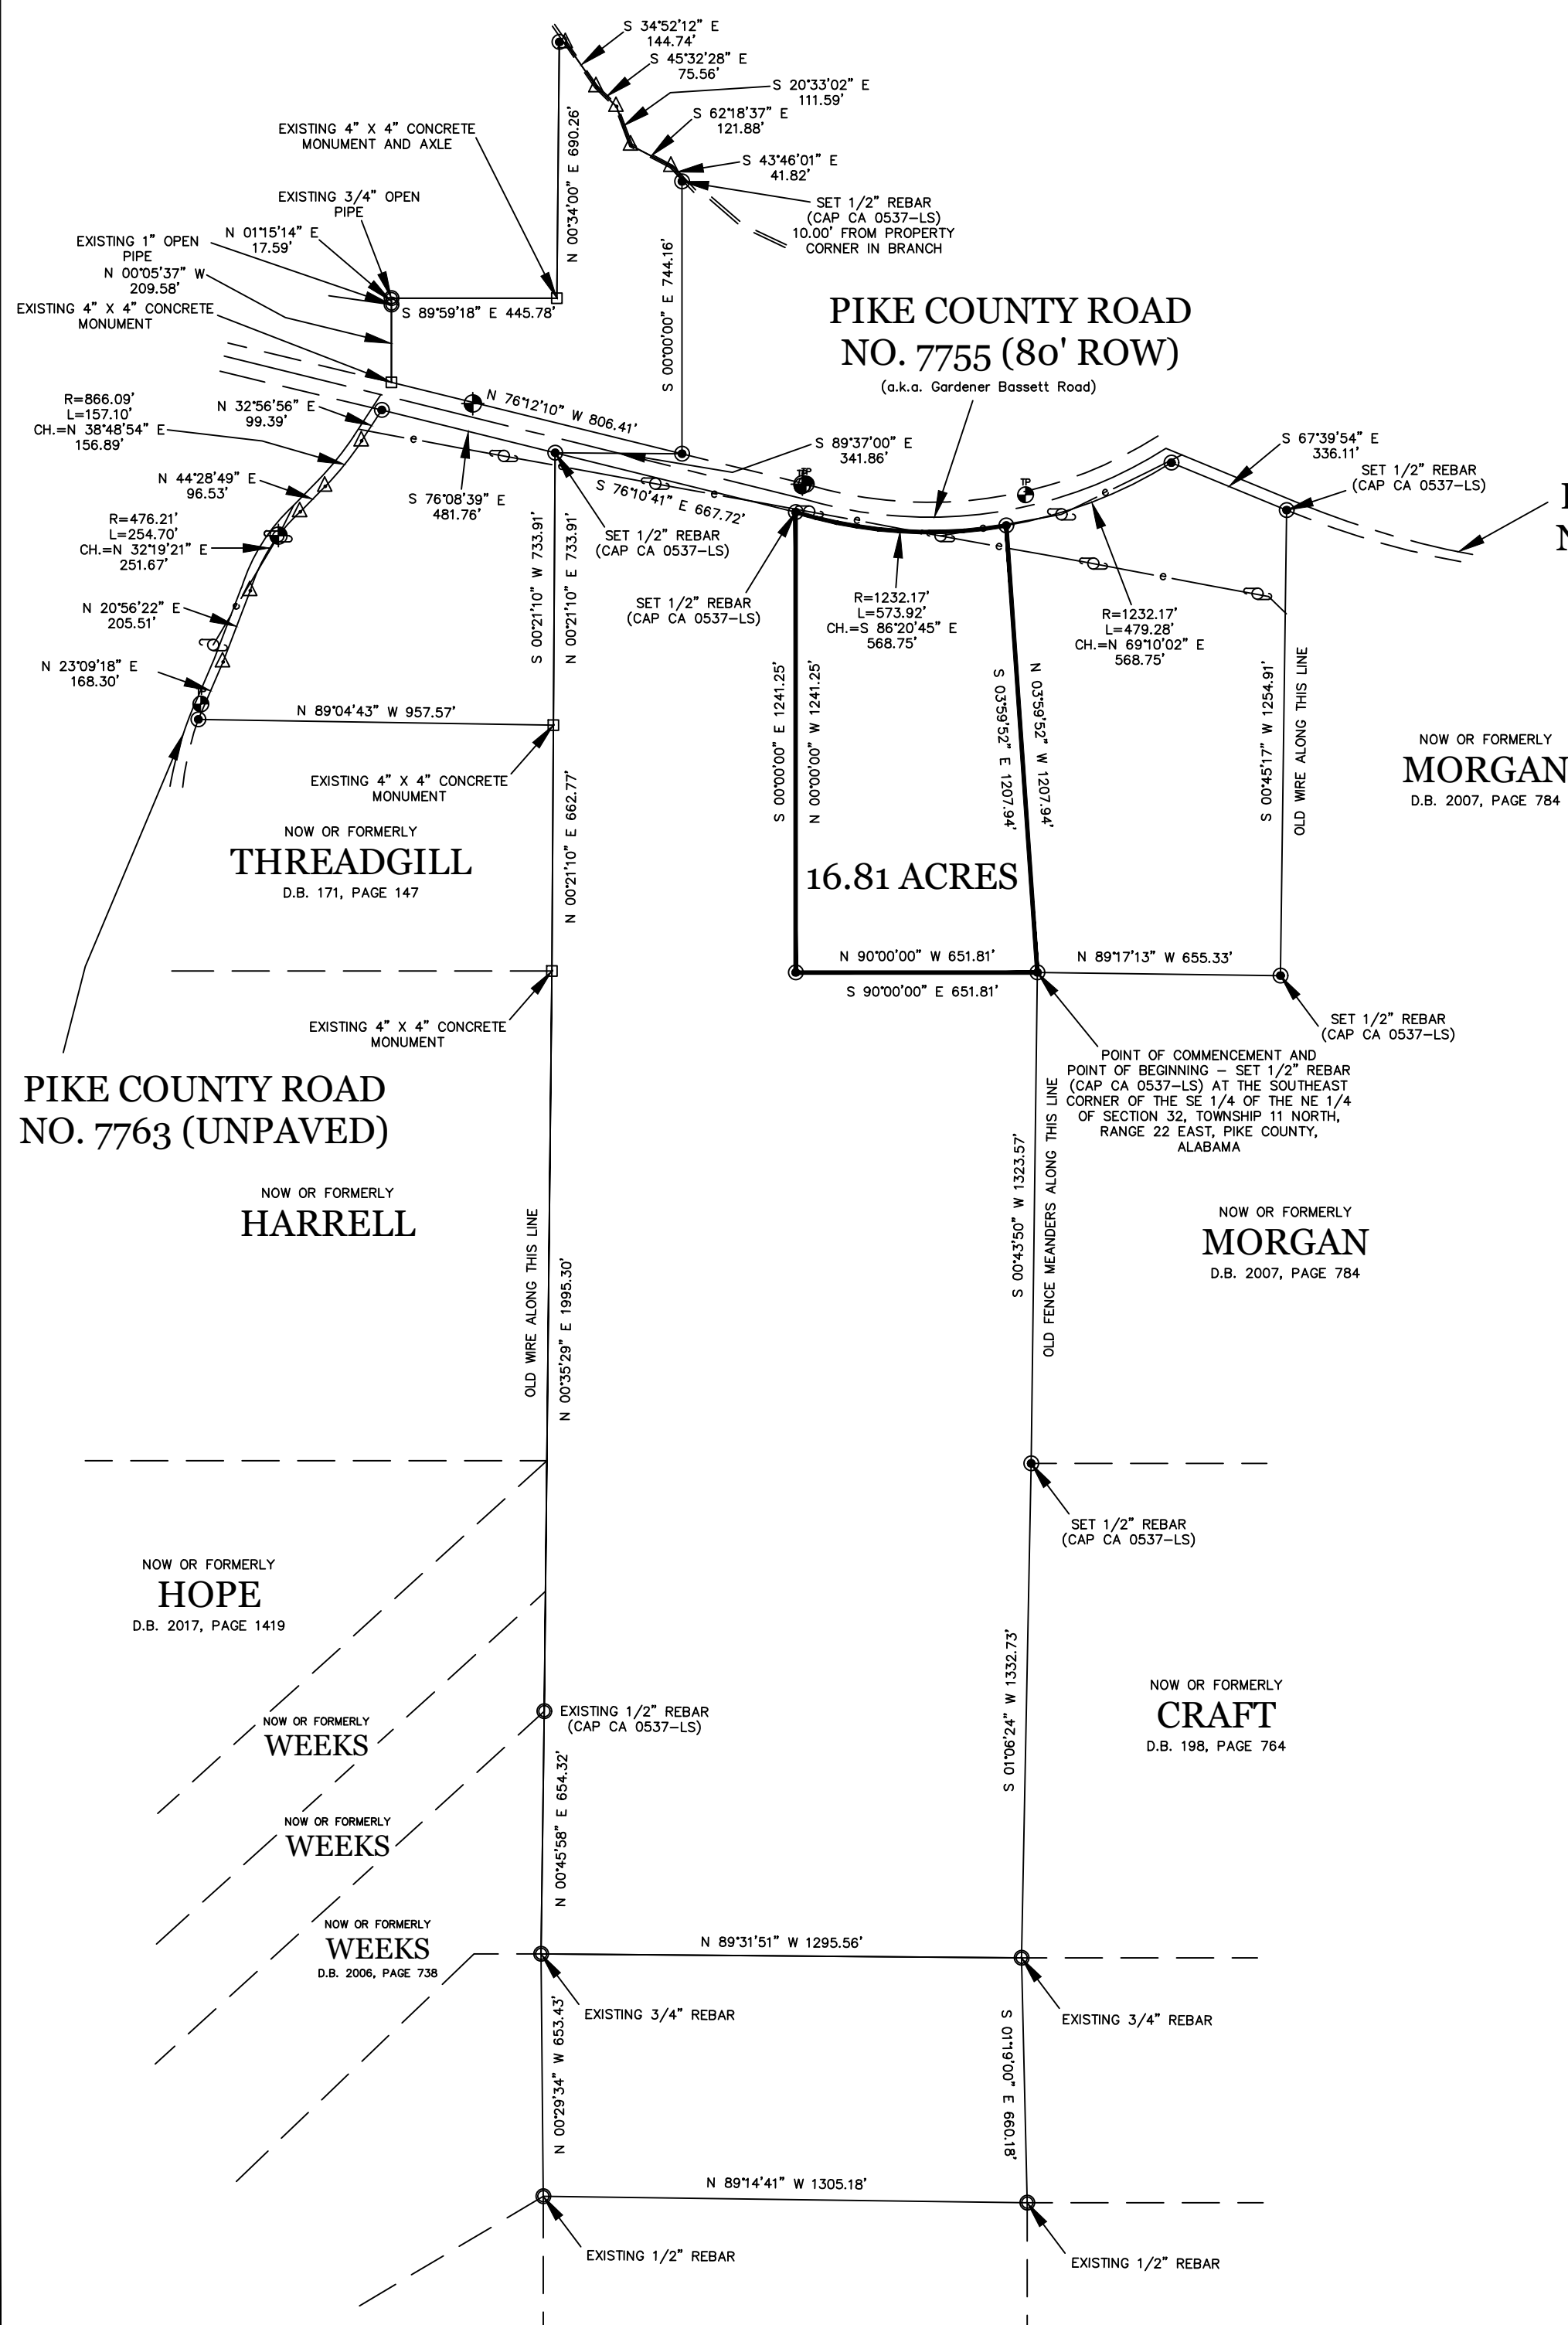 S 34°52'12" E
144.74'
S 45°32'28" E
75.56'
S 20°33'02" E
111.59'
S 62°18'37" E
121.88'
S 43°46'01" E
41.82'
SET 1/2" REBAR
(CAP CA 0537-LS)
10.00' FROM PROPERTY
CORNER IN BRANCH
EXISTING 4" X 4" CONCRETE
MONUMENT AND AXLE
N 00°34'00" E 690.26'
EXISTING 3/4" OPEN
PIPE
N 01°15'14" E
17.59'
EXISTING 1" OPEN
PIPE
N 00°05'37" W
209.58'
EXISTING 4" X 4" CONCRETE
MONUMENT
S 89°59'18" E 445.78'
S 00°00'00" E 744.16'
PIKE COUNTY ROAD
NO. 7755 (80' ROW)
(a.k.a. Gardener Bassett Road)
R=866.09'
L=157.10'
CH.=N 38°48'54" E
156.89'
N 32°56'56" E
99.39'
N 76°12'10" W 806.41'
S 89°37'00" E
341.86'
S 67°39'54" E
336.11'
SET 1/2" REBAR
(CAP CA 0537-LS)
N 44°28'49" E
96.53'
S 76°08'39" E
481.76'
S 76°10'41" E 667.72'
e
e
e
e
e
e
e
e
TP
TP
TP
R=476.21'
L=254.70'
CH.=N 32°19'21" E
251.67'
SET 1/2" REBAR
(CAP CA 0537-LS)
SET 1/2" REBAR
(CAP CA 0537-LS)
S 00°21'10" W 733.91'
N 00°21'10" E 733.91'
R=1232.17'
L=573.92'
CH.=S 86°20'45" E
568.75'
R=1232.17'
L=479.28'
CH.=N 69°10'02" E
568.75'
N 20°56'22" E
205.51'
N 23°09'18" E
168.30'
N 89°04'43" W 957.57'
S 00°00'00" E 1241.25'
N 00°00'00" W 1241.25'
S 03°59'52" E 1207.94'
N 03°59'52" W 1207.94'
S 00°45'17" W 1254.91'
OLD WIRE ALONG THIS LINE
NOW OR FORMERLY
MORGAN
D.B. 2007, PAGE 784
EXISTING 4" X 4" CONCRETE
MONUMENT
NOW OR FORMERLY
THREADGILL
D.B. 171, PAGE 147
N 00°21'10" E 662.77'
16.81 ACRES
N 90°00'00" W 651.81'
S 90°00'00" E 651.81'
N 89°17'13" W 655.33'
SET 1/2" REBAR
(CAP CA 0537-LS)
EXISTING 4" X 4" CONCRETE
MONUMENT
POINT OF COMMENCEMENT AND
POINT OF BEGINNING - SET 1/2" REBAR
(CAP CA 0537-LS) AT THE SOUTHEAST
CORNER OF THE SE 1/4 OF THE NE 1/4
OF SECTION 32, TOWNSHIP 11 NORTH,
RANGE 22 EAST, PIKE COUNTY,
ALABAMA
PIKE COUNTY ROAD
NO. 7763 (UNPAVED)
NOW OR FORMERLY
HARRELL
OLD WIRE ALONG THIS LINE
N 00°35'29" E 1995.30'
S 00°43'50" W 1323.57'
OLD FENCE MEANDERS ALONG THIS LINE
NOW OR FORMERLY
MORGAN
D.B. 2007, PAGE 784
SET 1/2" REBAR
(CAP CA 0537-LS)
NOW OR FORMERLY
HOPE
D.B. 2017, PAGE 1419
NOW OR FORMERLY
WEEKS
EXISTING 1/2" REBAR
(CAP CA 0537-LS)
S 01°06'24" W 1332.73'
NOW OR FORMERLY
CRAFT
D.B. 198, PAGE 764
NOW OR FORMERLY
WEEKS
N 00°45'58" E 654.32'
NOW OR FORMERLY
WEEKS
D.B. 2006, PAGE 738
N 89°31'51" W 1295.56'
EXISTING 3/4" REBAR
EXISTING 3/4" REBAR
N 00°29'34" W 653.43'
S 01°19'00" E 660.18'
N 89°14'41" W 1305.18'
EXISTING 1/2" REBAR
EXISTING 1/2" REBAR